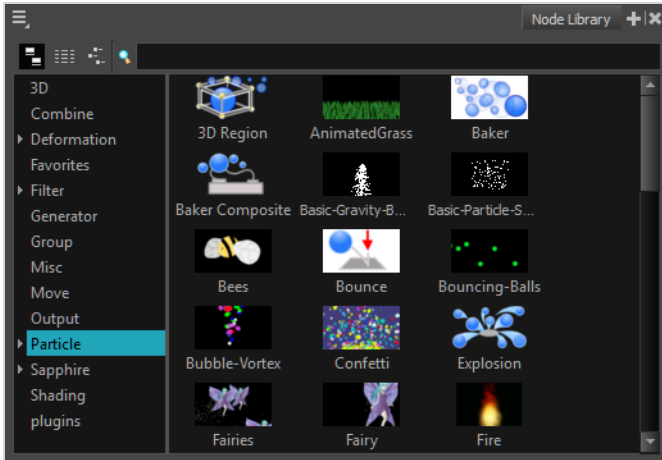 Node Library
3D
Combine
Deformation
Favorites
Filter
Generator
Group
Misc
Move
Output
Particle
Sapphire
Shading
plugins
3D Region AnimatedGrass Baker
Baker Composite Basic-Gravity-B... Basic-Particle-S...
Bees Bounce Bouncing-Balls
Bubble-Vortex Confetti Explosion
Fairies Fairy Fire